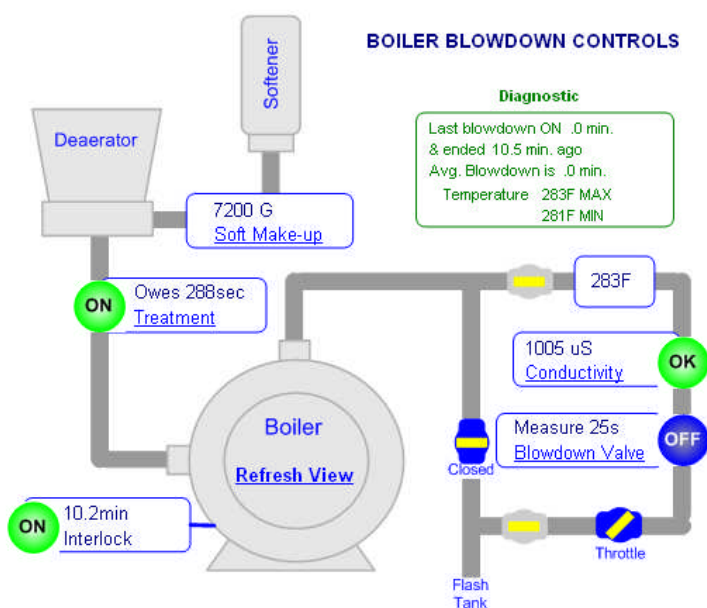 BOILER BLOWDOWN CONTROLS
Softener
Diagnostic
Last blowdown ON .0 min.
& ended 10.5 min. ago
Avg. Blowdown is .0 min.
Temperature 283F MAX
281F MIN
Deaerator
7200 G
Soft Make-up
283F
ON
Owes 288sec
Treatment
1005 uS
Conductivity
OK
Boiler
Refresh View
Measure 25s
Blowdown Valve
OFF
Closed
ON
10.2min
Interlock
Throttle
Flash
Tank